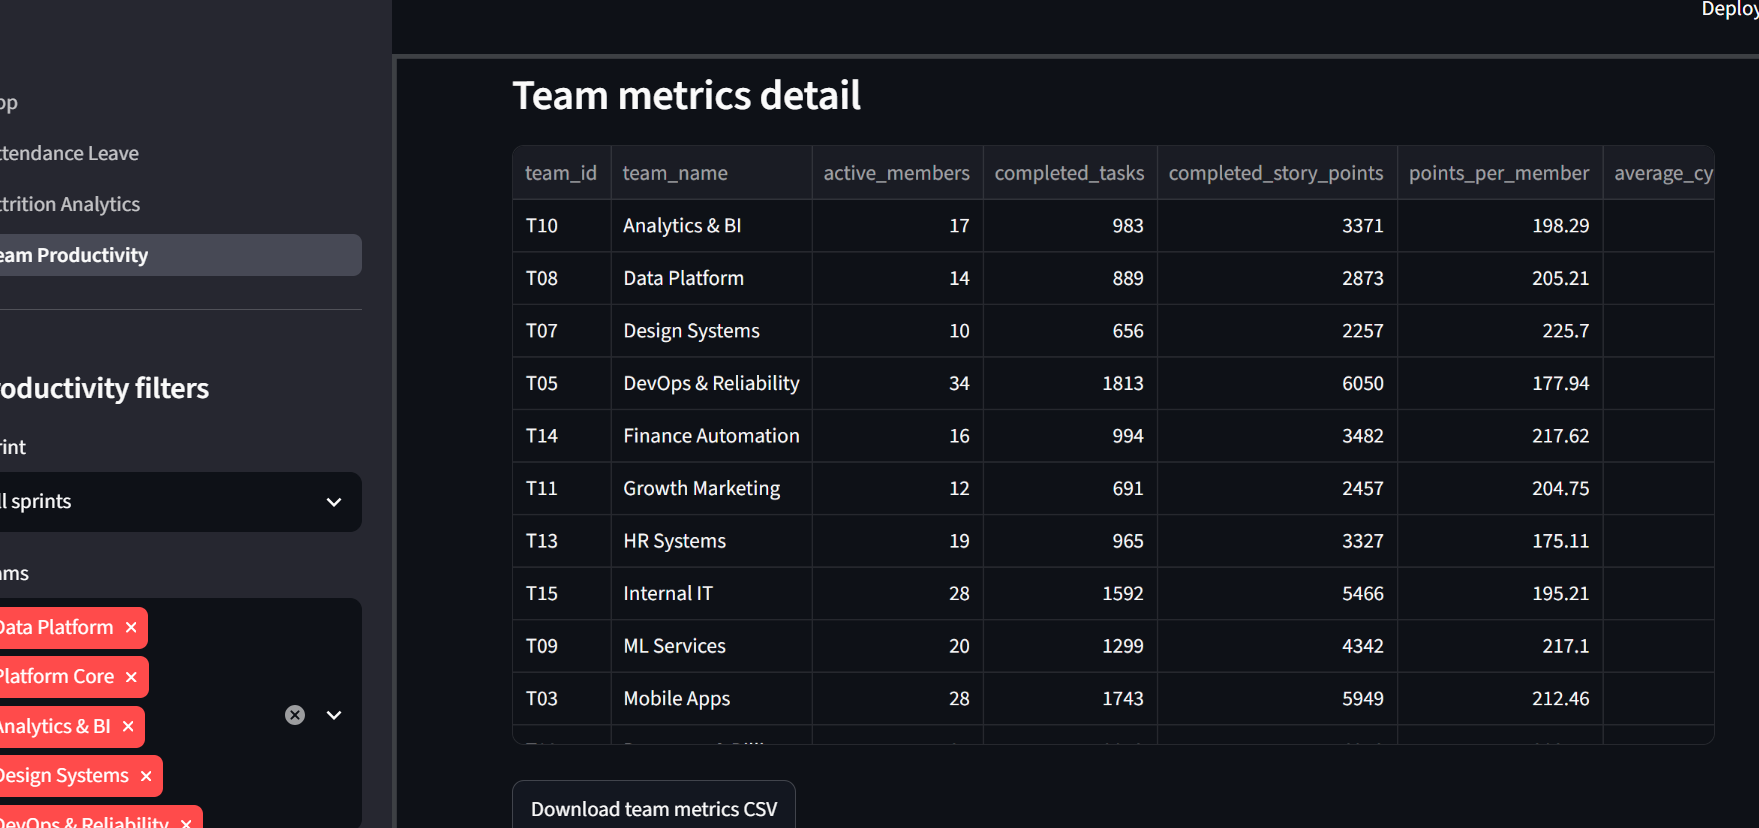 Deploy
op
ttendance Leave
ttrition Analytics
eam Productivity
roductivity filters
rint
ll sprints
ams
Data Platform ×
Platform Core ×
Analytics & BI ×
Design Systems ×
DevOps & Reliability ×
Team metrics detail
team_id team_name active_members completed_tasks completed_story_points points_per_member average_cy
T10 Analytics & BI 17 983 3371 198.29
T08 Data Platform 14 889 2873 205.21
T07 Design Systems 10 656 2257 225.7
T05 DevOps & Reliability 34 1813 6050 177.94
T14 Finance Automation 16 994 3482 217.62
T11 Growth Marketing 12 691 2457 204.75
T13 HR Systems 19 965 3327 175.11
T15 Internal IT 28 1592 5466 195.21
T09 ML Services 20 1299 4342 217.1
T03 Mobile Apps 28 1743 5949 212.46
Download team metrics CSV